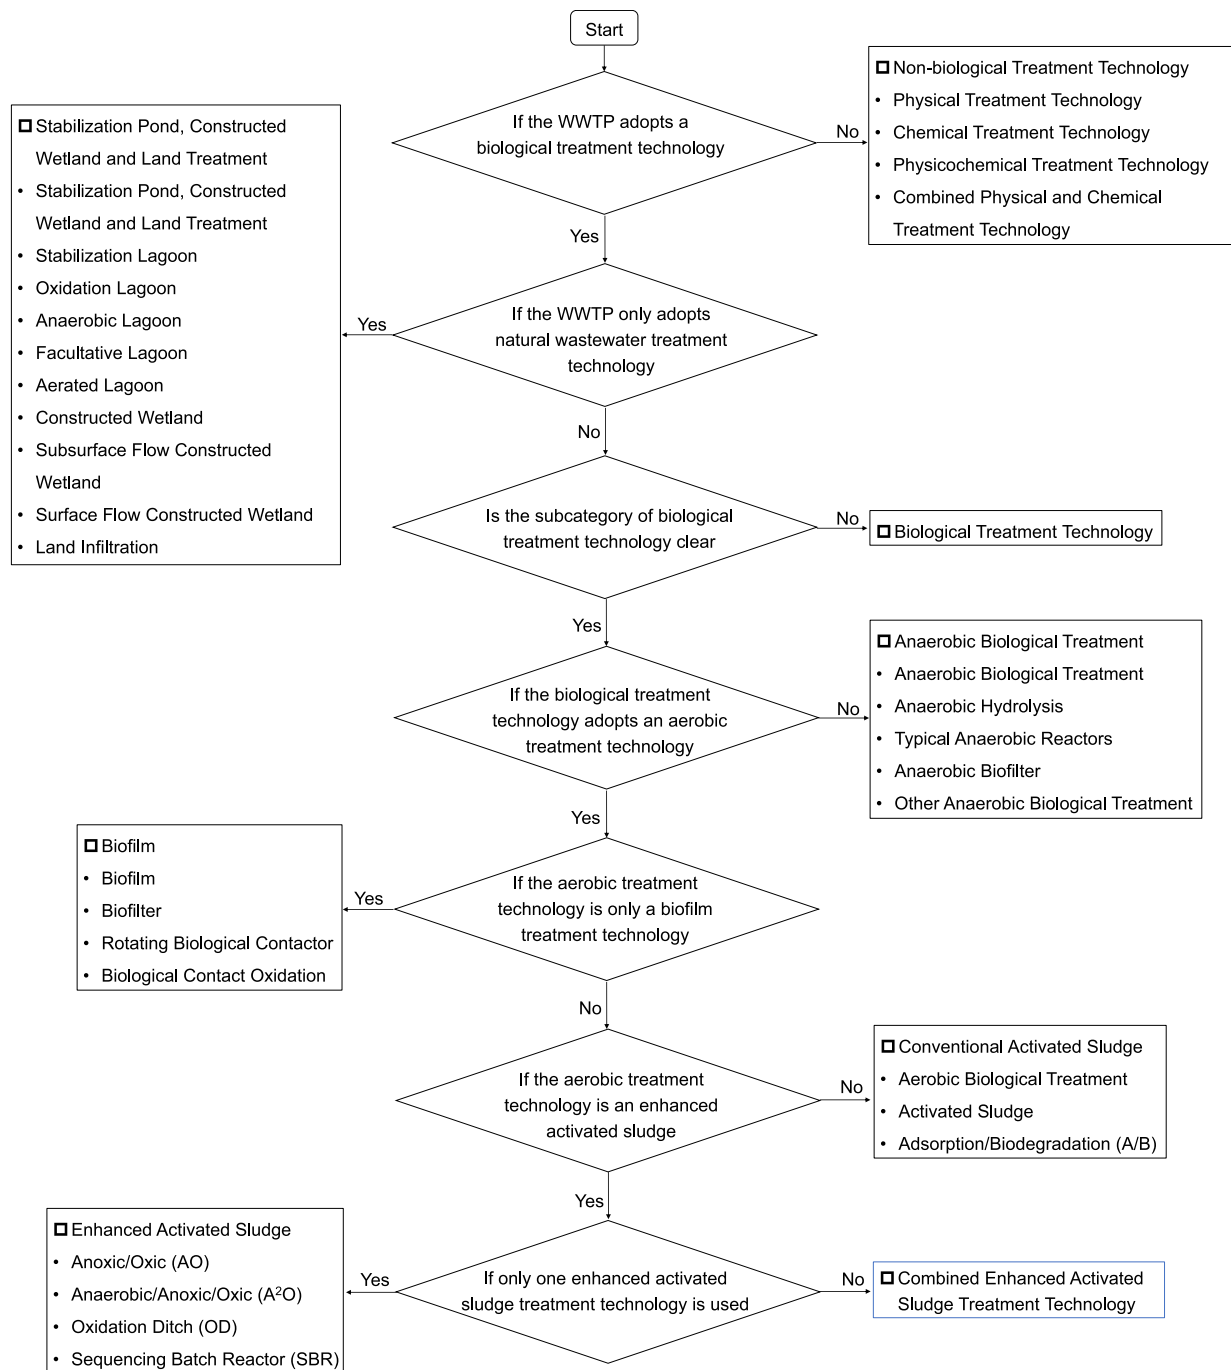 Start
If the WWTP adopts a
biological treatment technology
No
Non-biological Treatment Technology
• Physical Treatment Technology
• Chemical Treatment Technology
• Physicochemical Treatment Technology
• Combined Physical and Chemical
Treatment Technology
Yes
If the WWTP only adopts
natural wastewater treatment
technology
Yes
Stabilization Pond, Constructed
Wetland and Land Treatment
• Stabilization Pond, Constructed
Wetland and Land Treatment
• Stabilization Lagoon
• Oxidation Lagoon
• Anaerobic Lagoon
• Facultative Lagoon
• Aerated Lagoon
• Constructed Wetland
• Subsurface Flow Constructed
Wetland
• Surface Flow Constructed Wetland
• Land Infiltration
No
Is the subcategory of biological
treatment technology clear
No
Biological Treatment Technology
Yes
If the biological treatment
technology adopts an aerobic
treatment technology
No
Anaerobic Biological Treatment
• Anaerobic Biological Treatment
• Anaerobic Hydrolysis
• Typical Anaerobic Reactors
• Anaerobic Biofilter
• Other Anaerobic Biological Treatment
Yes
If the aerobic treatment
technology is only a biofilm
treatment technology
Yes
Biofilm
• Biofilm
• Biofilter
• Rotating Biological Contactor
• Biological Contact Oxidation
No
If the aerobic treatment
technology is an enhanced
activated sludge
No
Conventional Activated Sludge
• Aerobic Biological Treatment
• Activated Sludge
• Adsorption/Biodegradation (A/B)
Yes
If only one enhanced activated
sludge treatment technology is used
Yes
Enhanced Activated Sludge
• Anoxic/Oxic (AO)
• Anaerobic/Anoxic/Oxic (A²O)
• Oxidation Ditch (OD)
• Sequencing Batch Reactor (SBR)
No
Combined Enhanced Activated
Sludge Treatment Technology